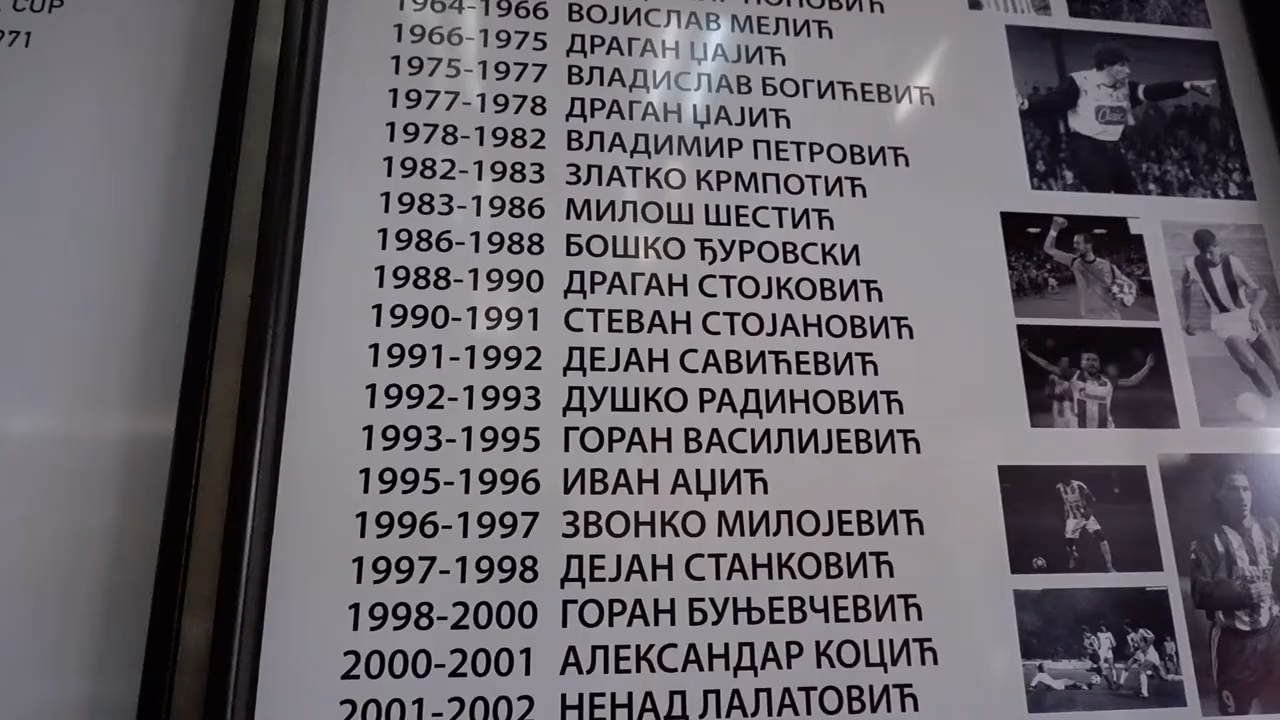 CUP
1971
1964-1966 ВОЈИСЛАВ МЕЛИЋ
1966-1975 ДРАГАН ЏАЈИЋ
1975-1977 ВЛАДИСЛАВ БОГИЋЕВИЋ
1977-1978 ДРАГАН ЏАЈИЋ
1978-1982 ВЛАДИМИР ПЕТРОВИЋ
1982-1983 ЗЛАТКО КРМПОТИЋ
1983-1986 МИЛОШ ШЕСТИЋ
1986-1988 БОШКО ЂУРОВСКИ
1988-1990 ДРАГАН СТОЈКОВИЋ
1990-1991 СТЕВАН СТОЈАНОВИЋ
1991-1992 ДЕЈАН САВИЋЕВИЋ
1992-1993 ДУШКО РАДИНОВИЋ
1993-1995 ГОРАН ВАСИЛИЈЕВИЋ
1995-1996 ИВАН АЏИЋ
1996-1997 ЗВОНКО МИЛОЈЕВИЋ
1997-1998 ДЕЈАН СТАНКОВИЋ
1998-2000 ГОРАН БУЊЕВЧЕВИЋ
2000-2001 АЛЕКСАНДАР КОЦИЋ
2001-2002 НЕНАД ЛАЛАТОВИЋ